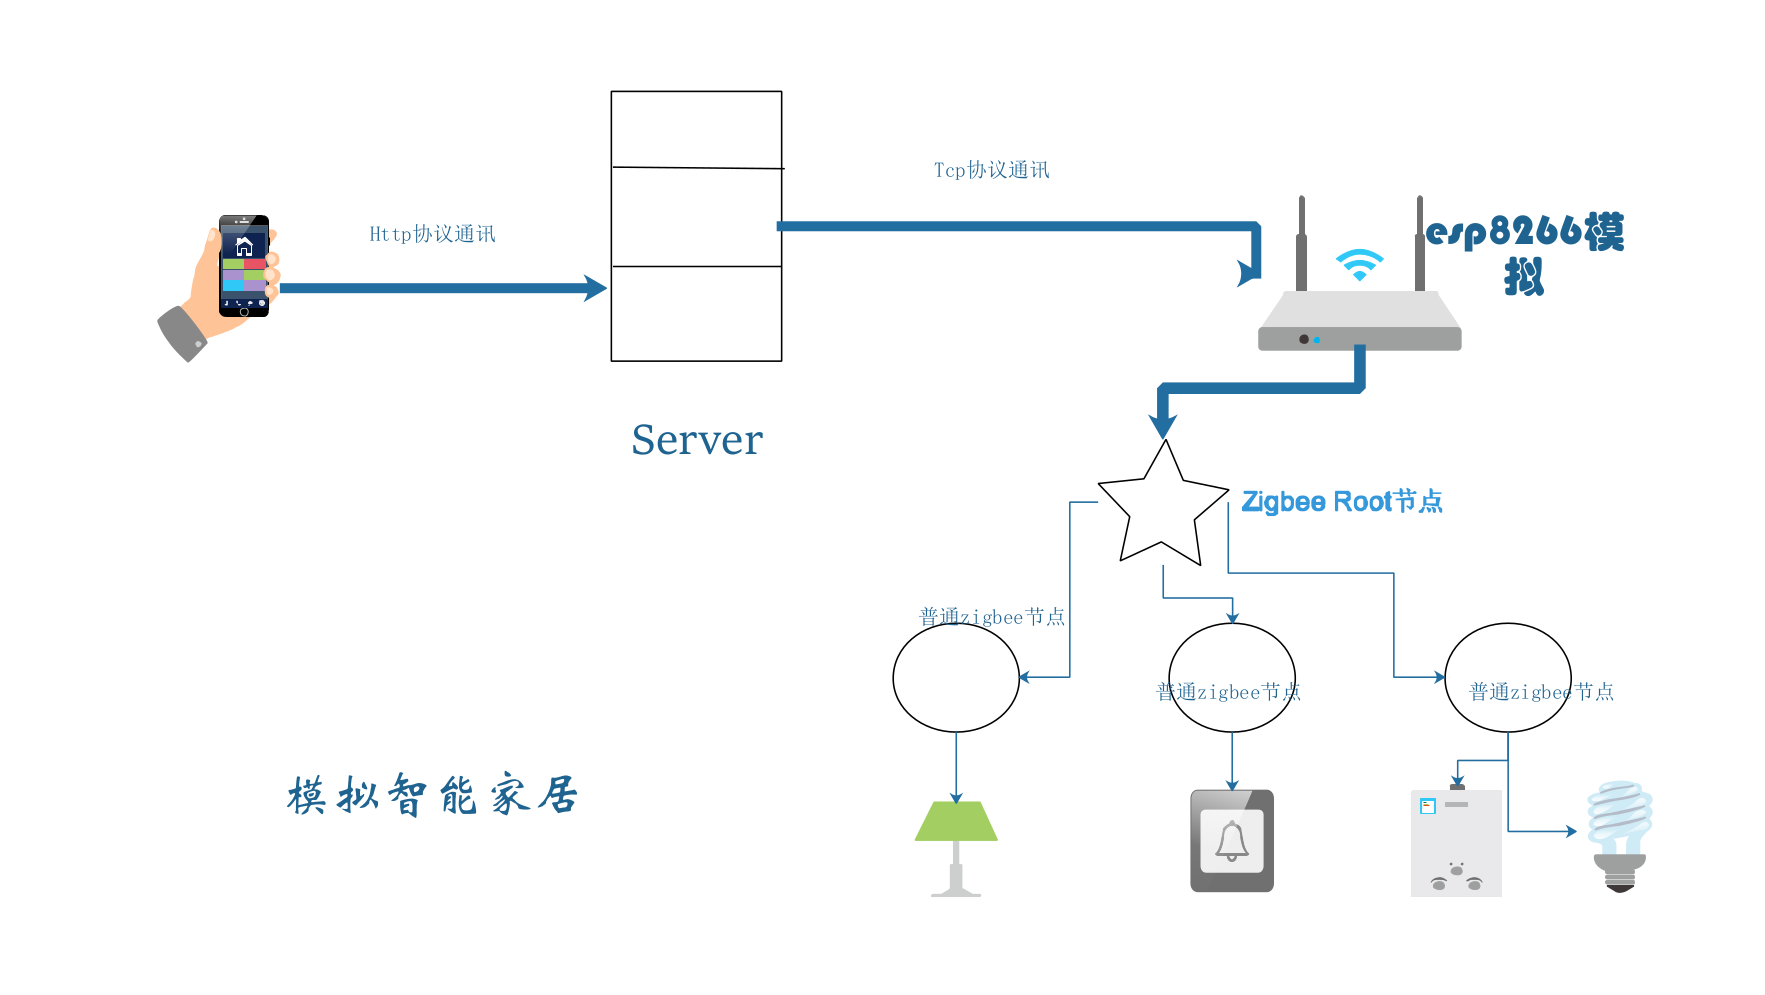 Tcp协议通讯
Http协议通讯
esp8266模
拟
Server
Zigbee Root节点
普通zigbee节点
普通zigbee节点
普通zigbee节点
模拟智能家居